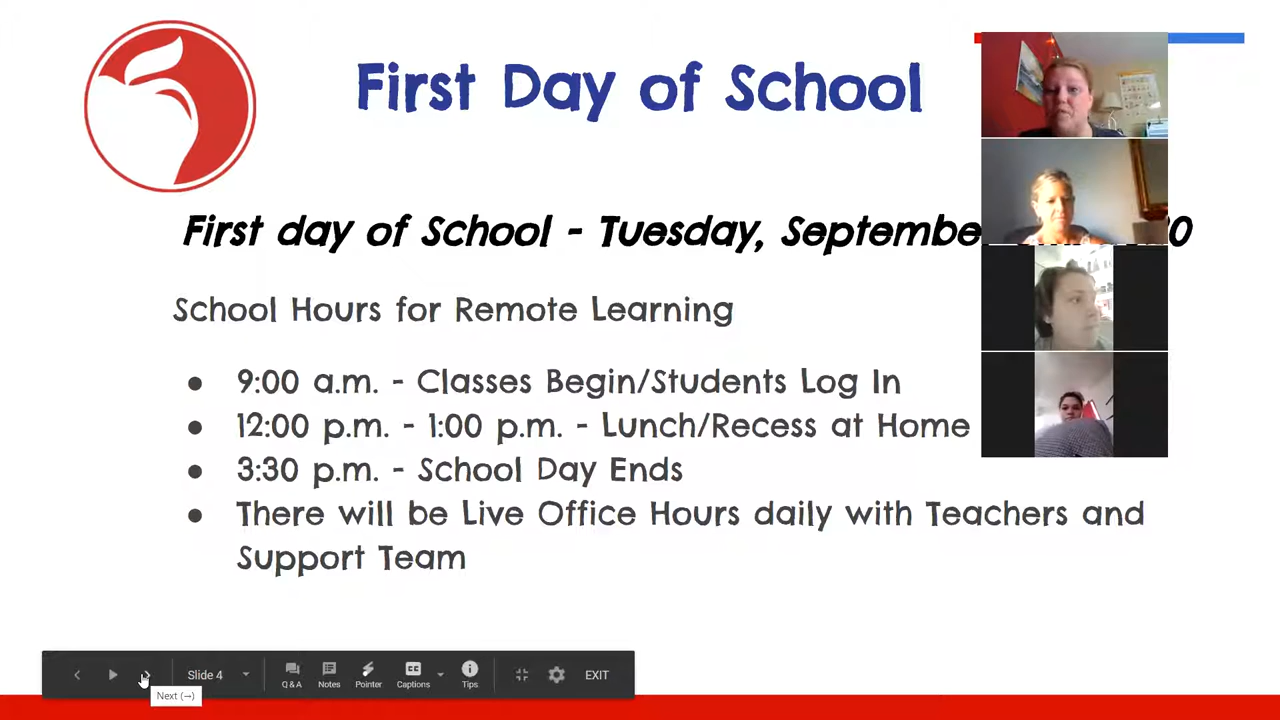 First Day of School
First day of School - Tuesday, Septembe
School Hours for Remote Learning
● 9:00 a.m. - Classes Begin/Students Log In
● 12:00 p.m. - 1:00 p.m. - Lunch/Recess at Home
● 3:30 p.m. - School Day Ends
● There will be Live Office Hours daily with Teachers and
Support Team
Slide 4
Q & A
Notes
Pointer
Captions
Tips
EXIT
Next (→)